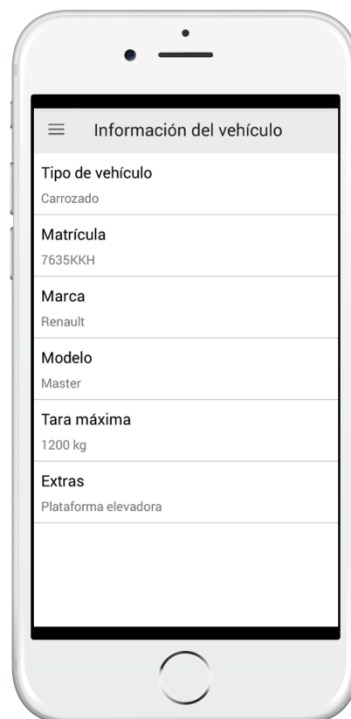 Información del vehículo
Tipo de vehículo
Carrozado
Matrícula
7635KKH
Marca
Renault
Modelo
Master
Tara máxima
1200 kg
Extras
Plataforma elevadora